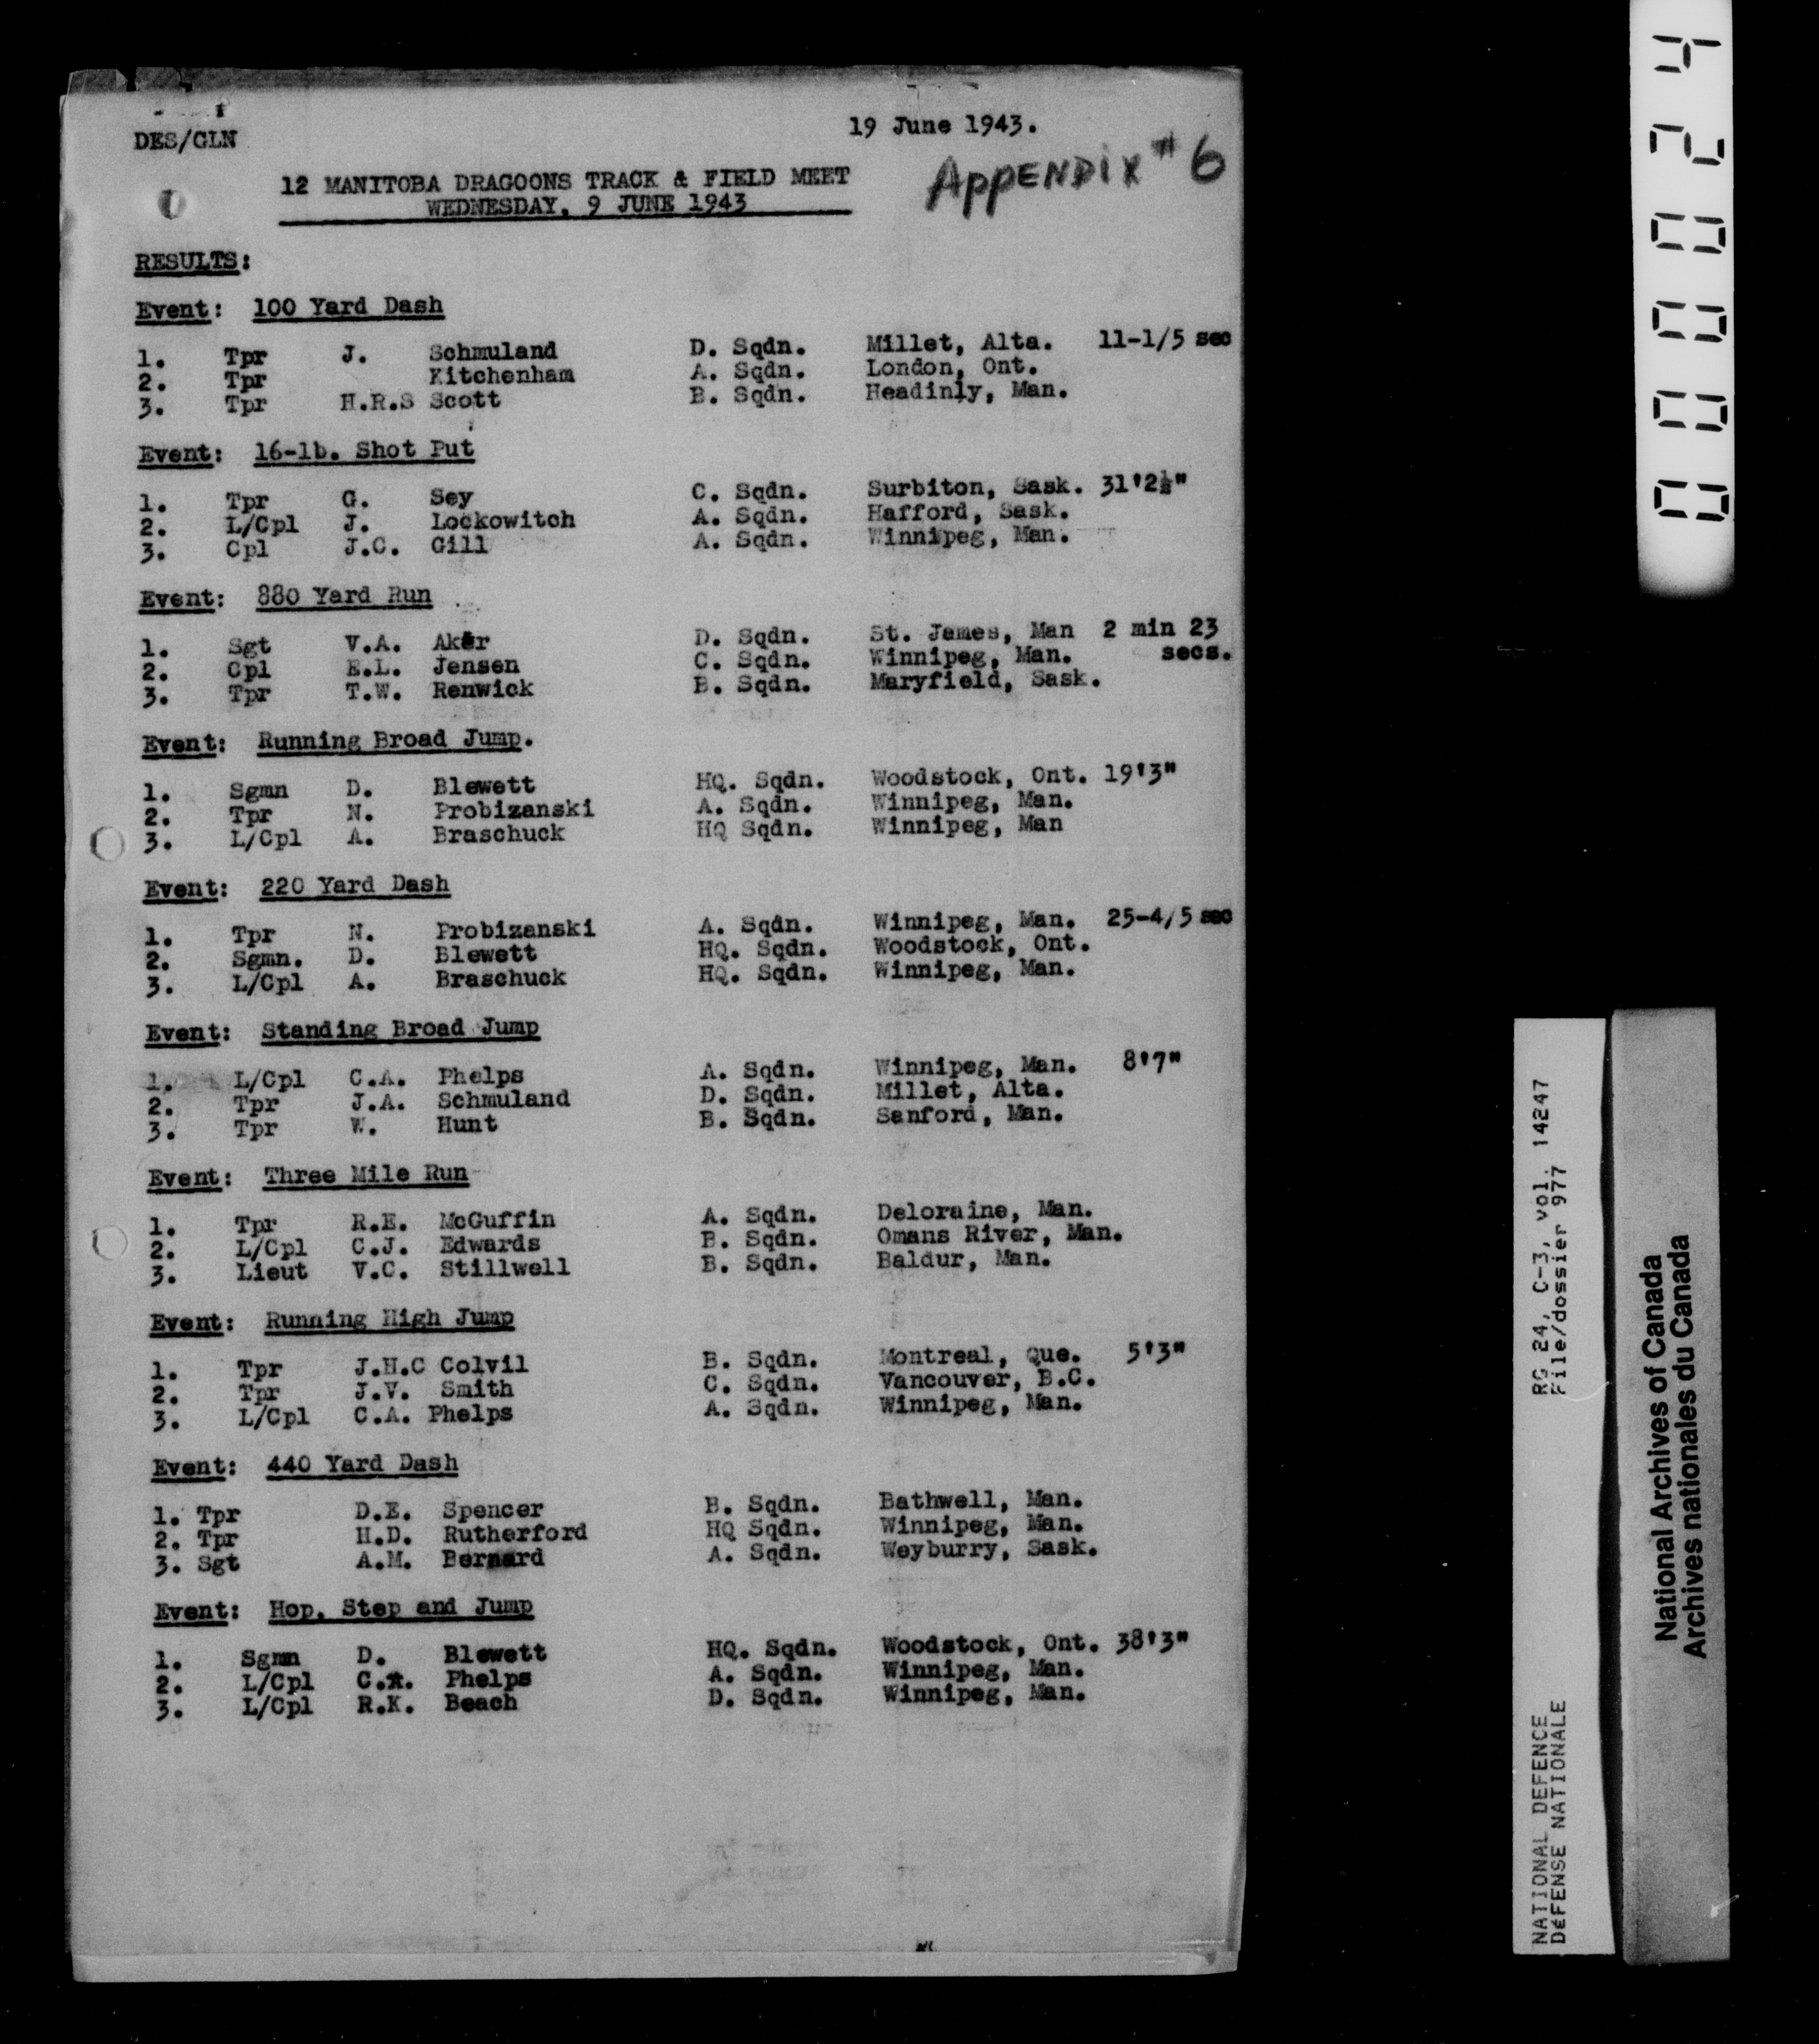 DES/GLN 19 June 1943.
APPENDIX #6
12 MANITOBA DRAGOONS TRACK & FIELD MEET
WEDNESDAY, 9 JUNE 1943
RESULTS:
Event: 100 Yard Dash
1. Tpr J. Schmuland D. Sqdn. Millet, Alta. 11-1/5 sec
2. Tpr Kitchenham A. Sqdn. London, Ont.
3. Tpr H.R.S Scott B. Sqdn. Headinly, Man.
Event: 16-lb. Shot Put
1. Tpr G. Sey C. Sqdn. Surbiton, Sask. 31'2½"
2. L/Cpl J. Lockowitch A. Sqdn. Hafford, Sask.
3. Cpl J.C. Gill A. Sqdn. Winnipeg, Man.
Event: 880 Yard Run
1. Sgt V.A. Aker D. Sqdn. St. James, Man 2 min 23
2. Cpl E.L. Jensen C. Sqdn. Winnipeg, Man. secs.
3. Tpr T.W. Renwick B. Sqdn. Maryfield, Sask.
Event: Running Broad Jump.
1. Sgmn D. Blewett HQ. Sqdn. Woodstock, Ont. 19'3"
2. Tpr N. Probizanski A. Sqdn. Winnipeg, Man.
3. L/Cpl A. Braschuck HQ Sqdn. Winnipeg, Man
Event: 220 Yard Dash
1. Tpr N. Probizanski A. Sqdn. Winnipeg, Man. 25-4/5 sec
2. Sgmn. D. Blewett HQ. Sqdn. Woodstock, Ont.
3. L/Cpl A. Braschuck HQ. Sqdn. Winnipeg, Man.
Event: Standing Broad Jump
1. L/Cpl C.A. Phelps A. Sqdn. Winnipeg, Man. 8'7"
2. Tpr J.A. Schmuland D. Sqdn. Millet, Alta.
3. Tpr W. Hunt B. Sqdn. Sanford, Man.
Event: Three Mile Run
1. Tpr R.E. McGuffin A. Sqdn. Deloraine, Man.
2. L/Cpl C.J. Edwards B. Sqdn. Omans River, Man.
3. Lieut V.C. Stillwell B. Sqdn. Baldur, Man.
Event: Running High Jump
1. Tpr J.H.C Colvil B. Sqdn. Montreal, Que. 5'3"
2. Tpr J.V. Smith C. Sqdn. Vancouver, B.C.
3. L/Cpl C.A. Phelps A. Sqdn. Winnipeg, Man.
Event: 440 Yard Dash
1. Tpr D.E. Spencer B. Sqdn. Bathwell, Man.
2. Tpr H.D. Rutherford HQ Sqdn. Winnipeg, Man.
3. Sgt A.M. Bernard A. Sqdn. Weyburry, Sask.
Event: Hop, Step and Jump
1. Sgmn D. Blewett HQ. Sqdn. Woodstock, Ont. 38'3"
2. L/Cpl C.A. Phelps A. Sqdn. Winnipeg, Man.
3. L/Cpl R.K. Beach D. Sqdn. Winnipeg, Man.
000024
RG 24, C-3, vol. 14247
File/dossier 977
NATIONAL DEFENCE
DéFENSE NATIONALE
National Archives of Canada
Archives nationales du Canada